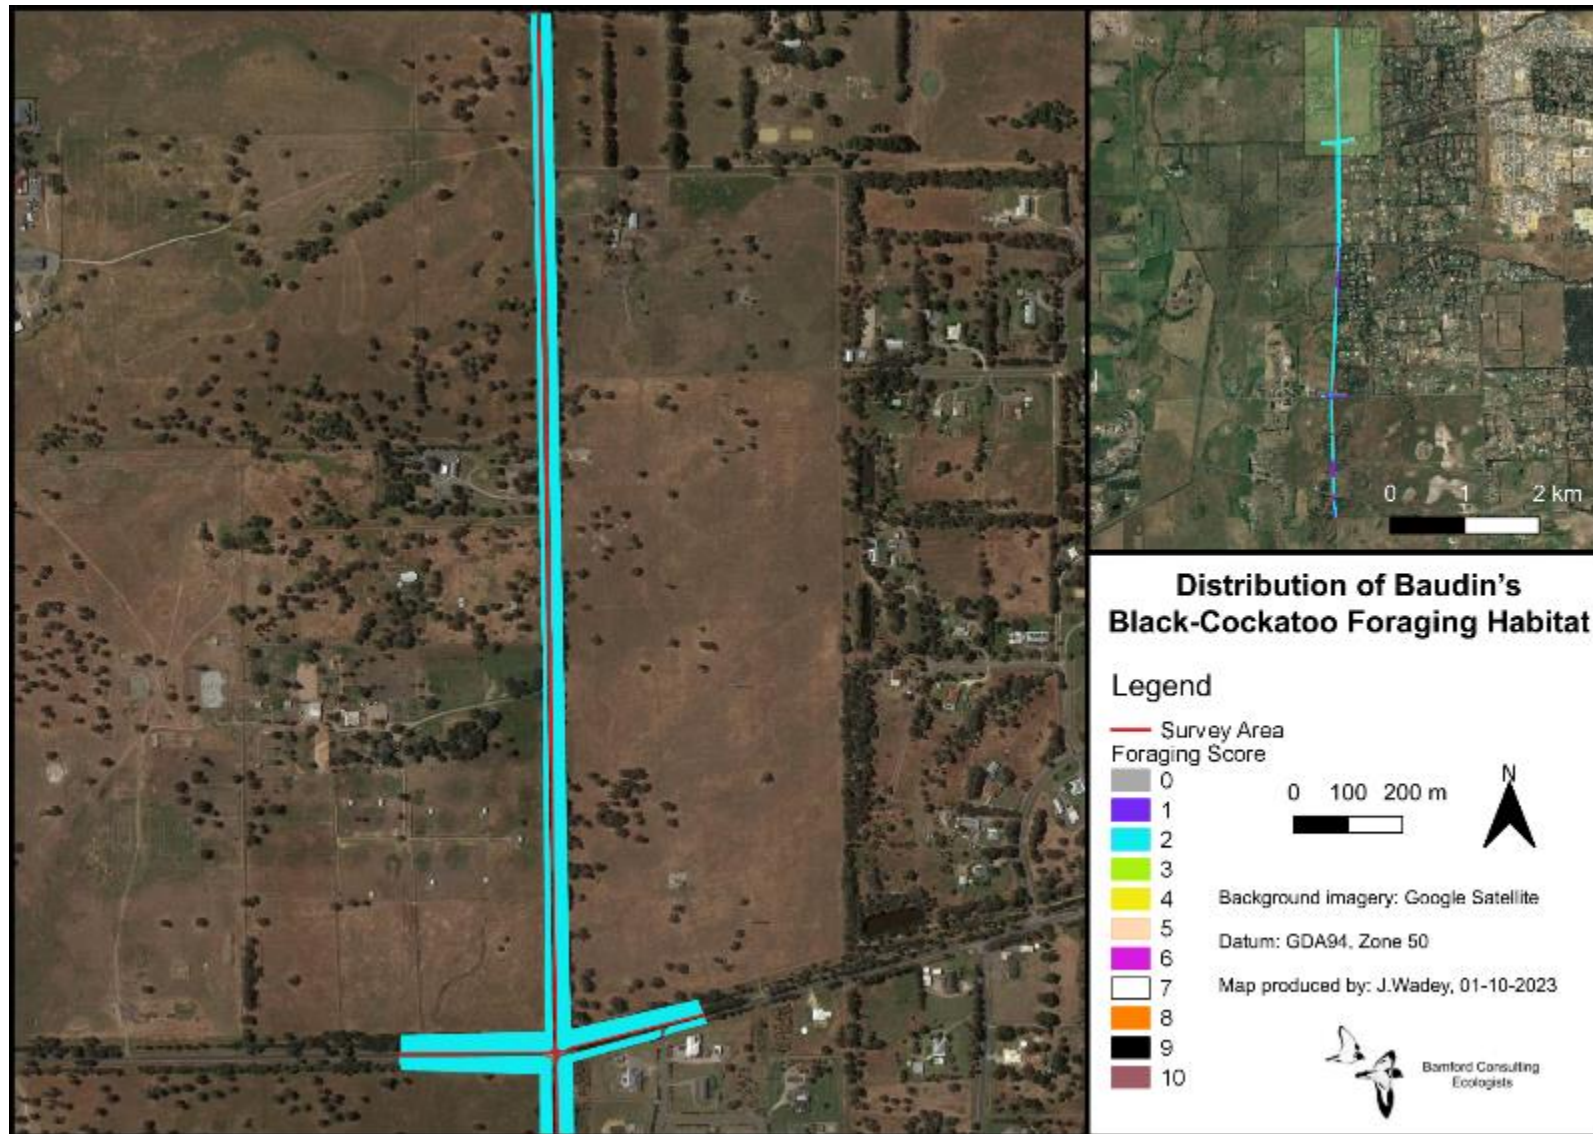 0 1 2 km
Distribution of Baudin's
Black-Cockatoo Foraging Habitat
Legend
Survey Area
Foraging Score
0
1
2
3
4
5
6
7
8
9
10
0 100 200 m
N
Background imagery: Google Satellite
Datum: GDA94, Zone 50
Map produced by: J.Wadey, 01-10-2023
Bamford Consulting
Ecologists